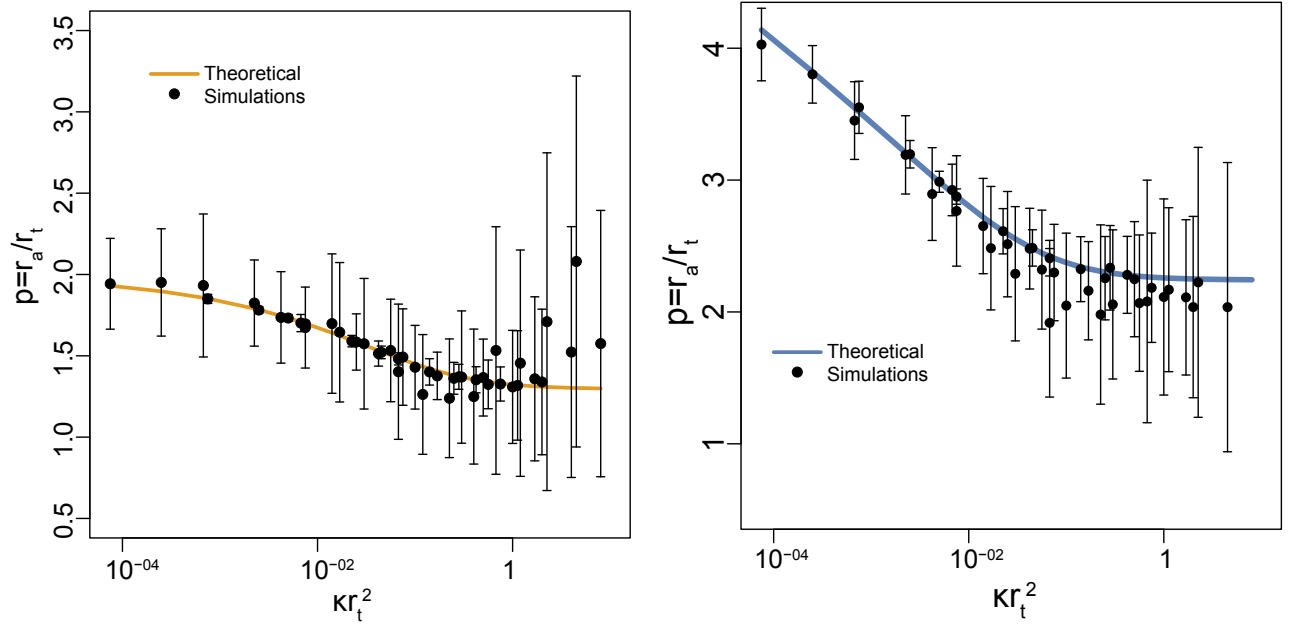 3.5
3.0
2.5
2.0
1.5
1.0
0.5
p=r_a/r_t
Theoretical
Simulations
10^-04
10^-02
1
κr_t^2
4
3
2
1
p=r_a/r_t
Theoretical
Simulations
10^-04
10^-02
1
κr_t^2